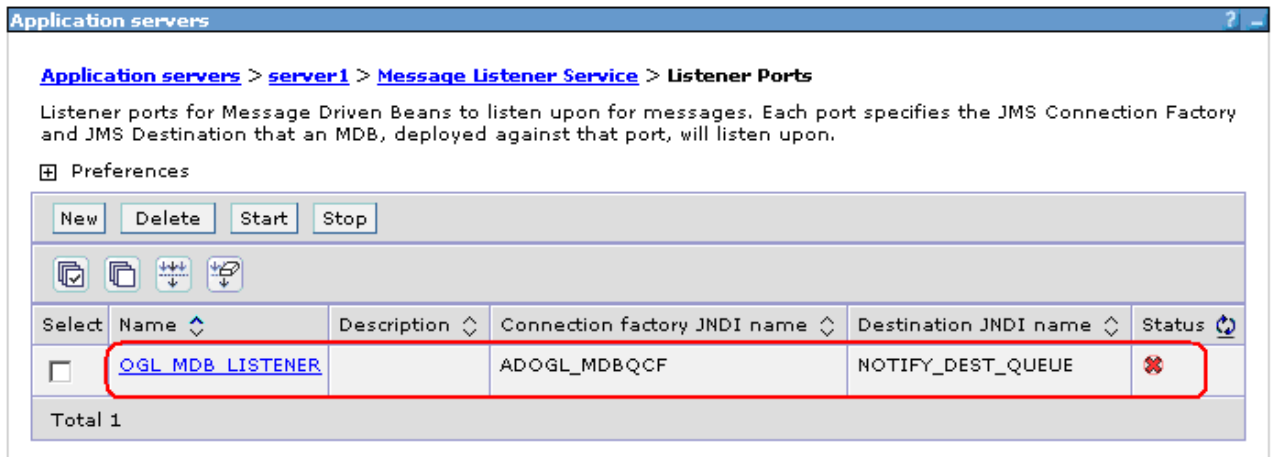 Application servers ? _
Application servers > server1 > Message Listener Service > Listener Ports
Listener ports for Message Driven Beans to listen upon for messages. Each port specifies the JMS Connection Factory
and JMS Destination that an MDB, deployed against that port, will listen upon.
Preferences
New Delete Start Stop
Select Name Description Connection factory JNDI name Destination JNDI name Status
OGL_MDB_LISTENER ADOGL_MDBQCF NOTIFY_DEST_QUEUE
Total 1